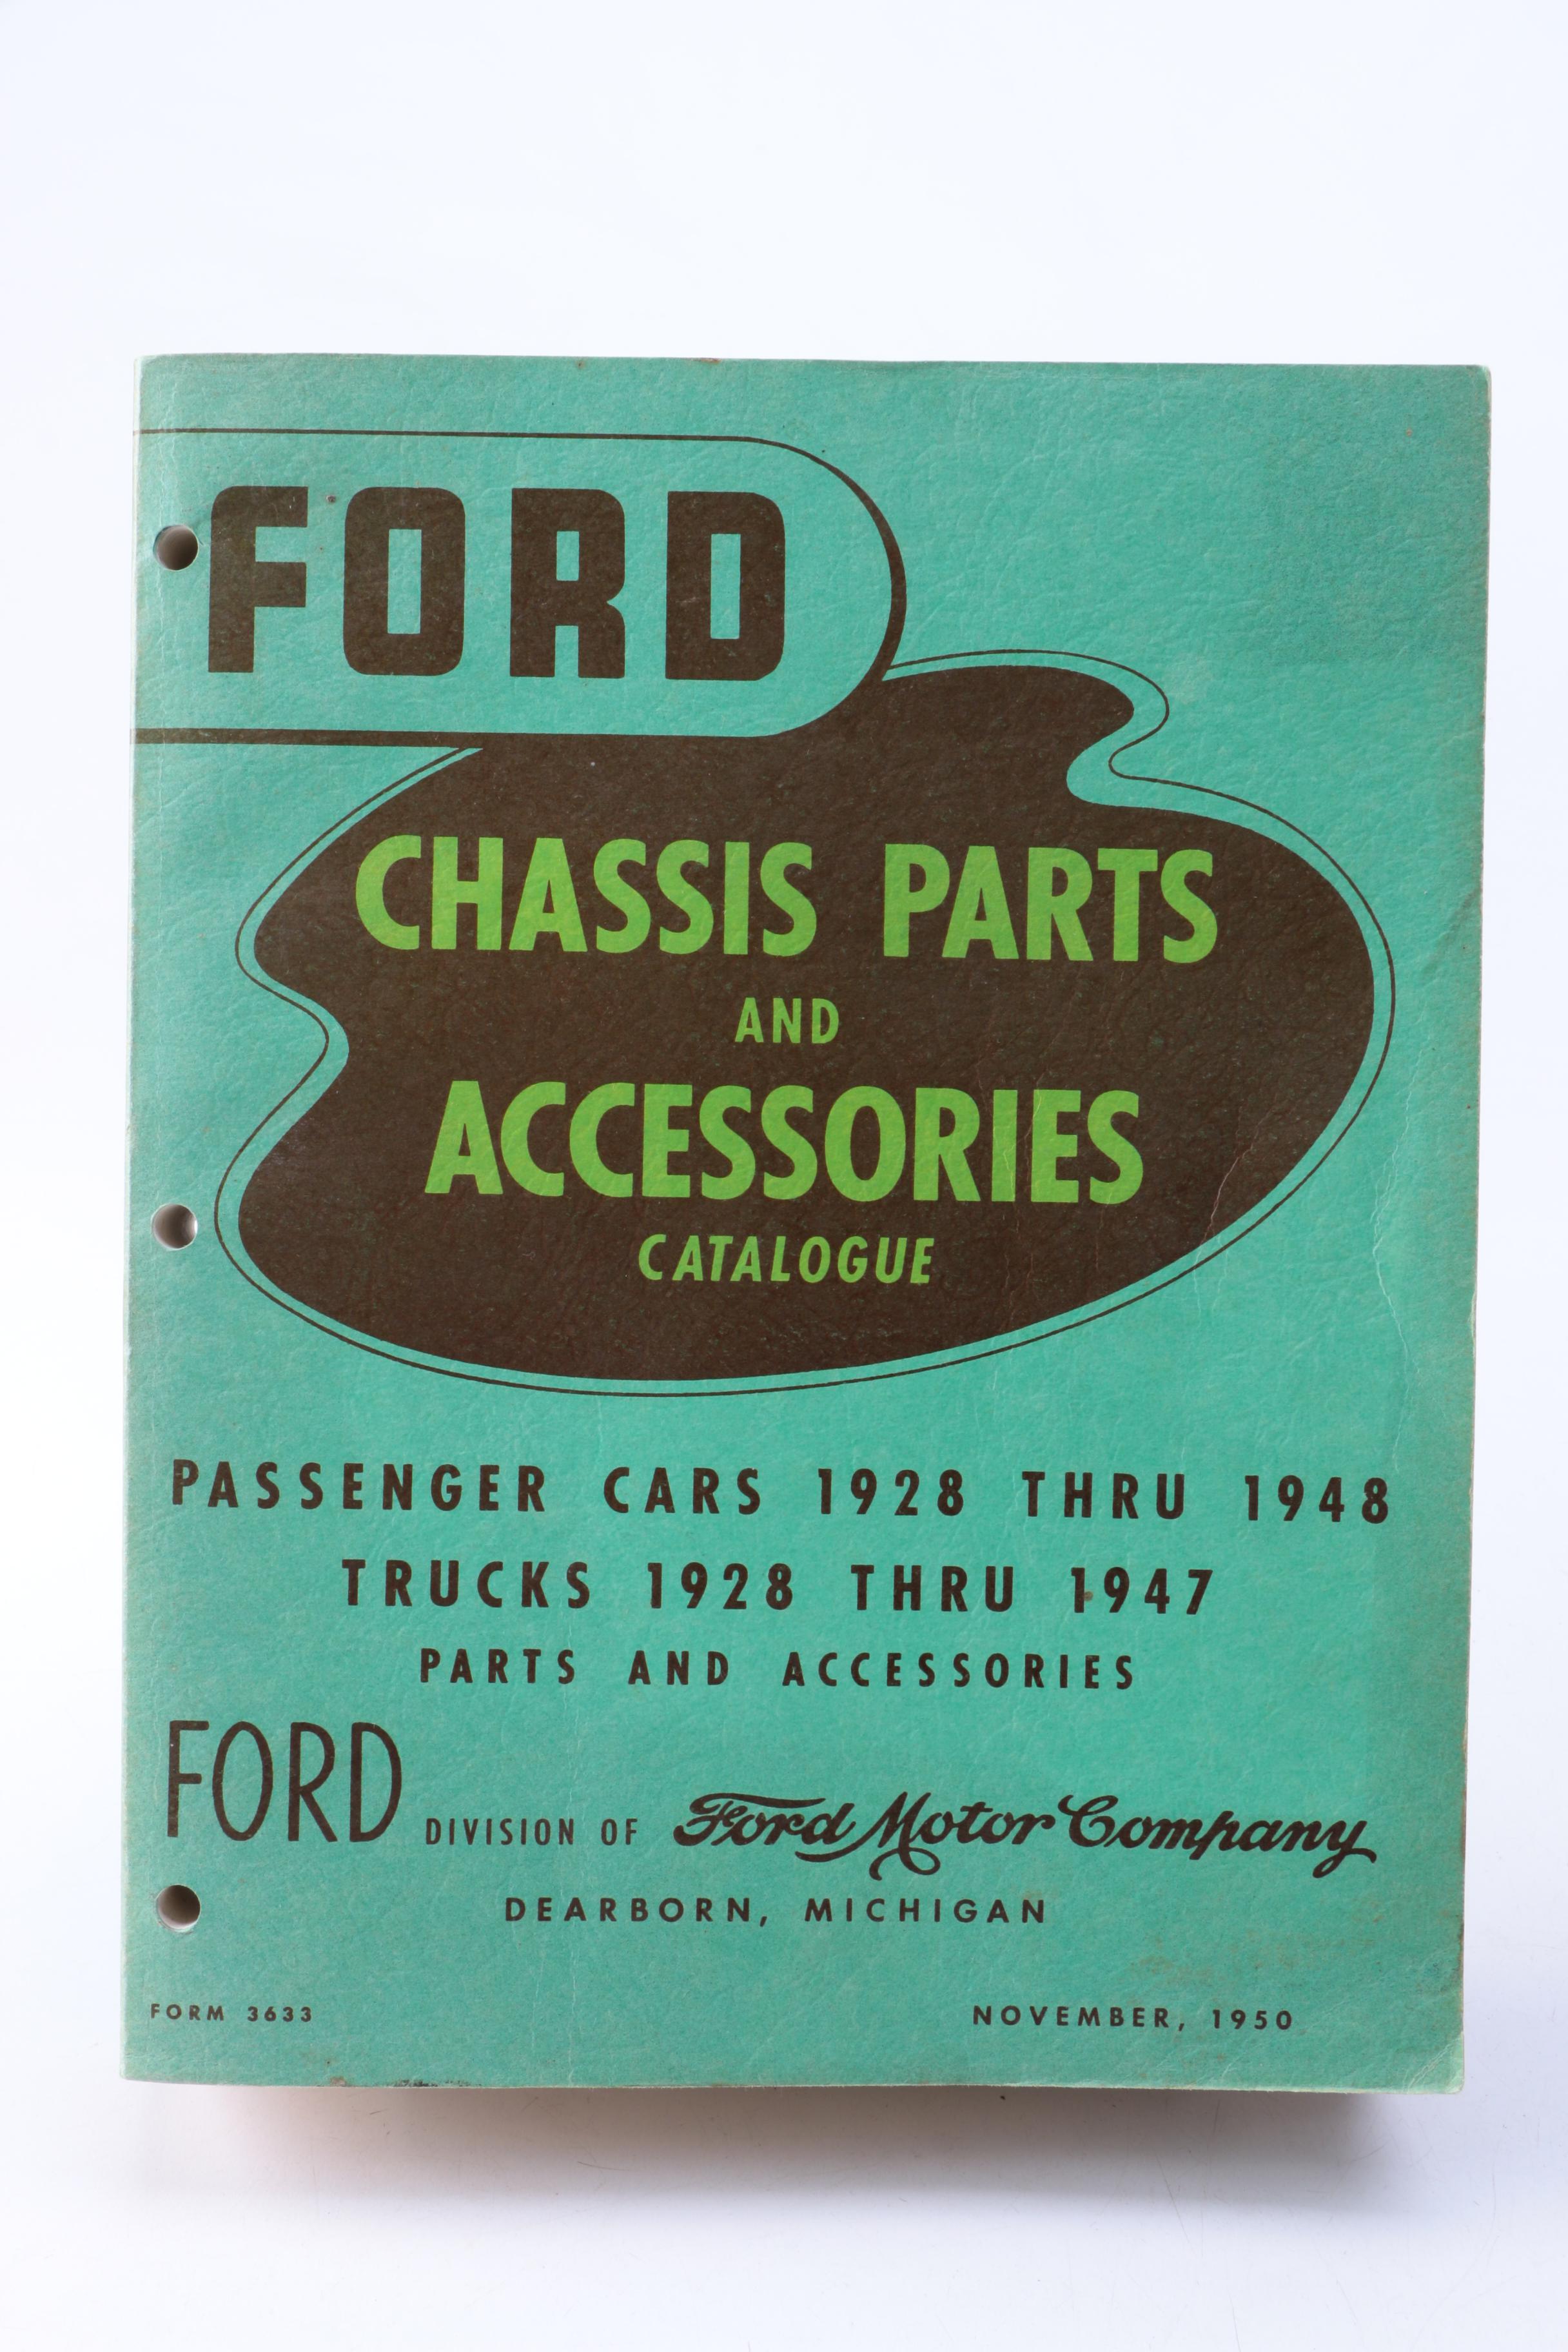 FORD
CHASSIS PARTS
AND
ACCESSORIES
CATALOGUE
PASSENGER CARS 1928 THRU 1948
TRUCKS 1928 THRU 1947
PARTS AND ACCESSORIES
FORD DIVISION OF Ford Motor Company
DEARBORN, MICHIGAN
FORM 3633 NOVEMBER, 1950